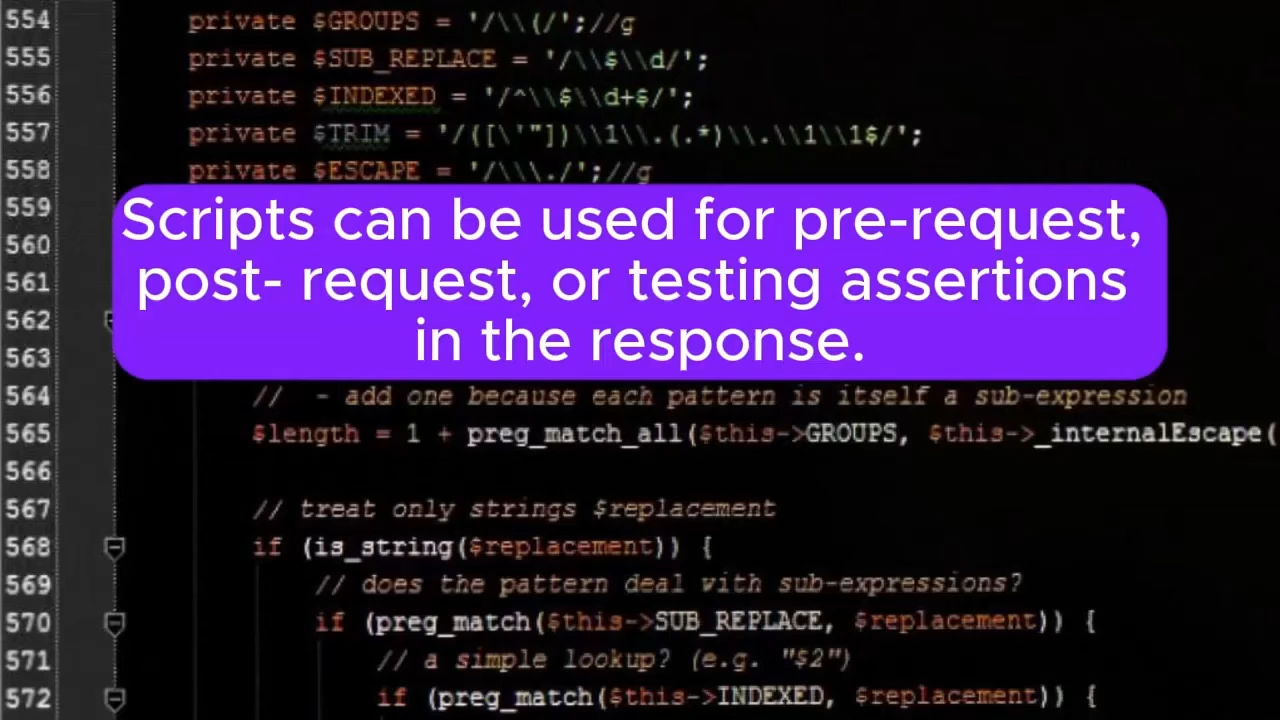 554 private $GROUPS = '/\\(/';//g
555 private $SUB_REPLACE = '/\\$\\d/';
556 private $INDEXED = '/^\\$\\d+$/';
557 private $TRIM = '/([\'"])\\1\\.(.*)\\.\\1\\1$/';
558 private $ESCAPE = '/\\\./';//g
559
Scripts can be used for pre-request,
560
561
post- request, or testing assertions
562
563
in the response.
564 // - add one because each pattern is itself a sub-expression
565 $length = 1 + preg_match_all($this->GROUPS, $this->_internalEscape(
566
567 // treat only strings $replacement
568 if (is_string($replacement)) {
569 // does the pattern deal with sub-expressions?
570 if (preg_match($this->SUB_REPLACE, $replacement)) {
571 // a simple lookup? (e.g. "$2")
572 if (preg_match($this->INDEXED, $replacement)) {